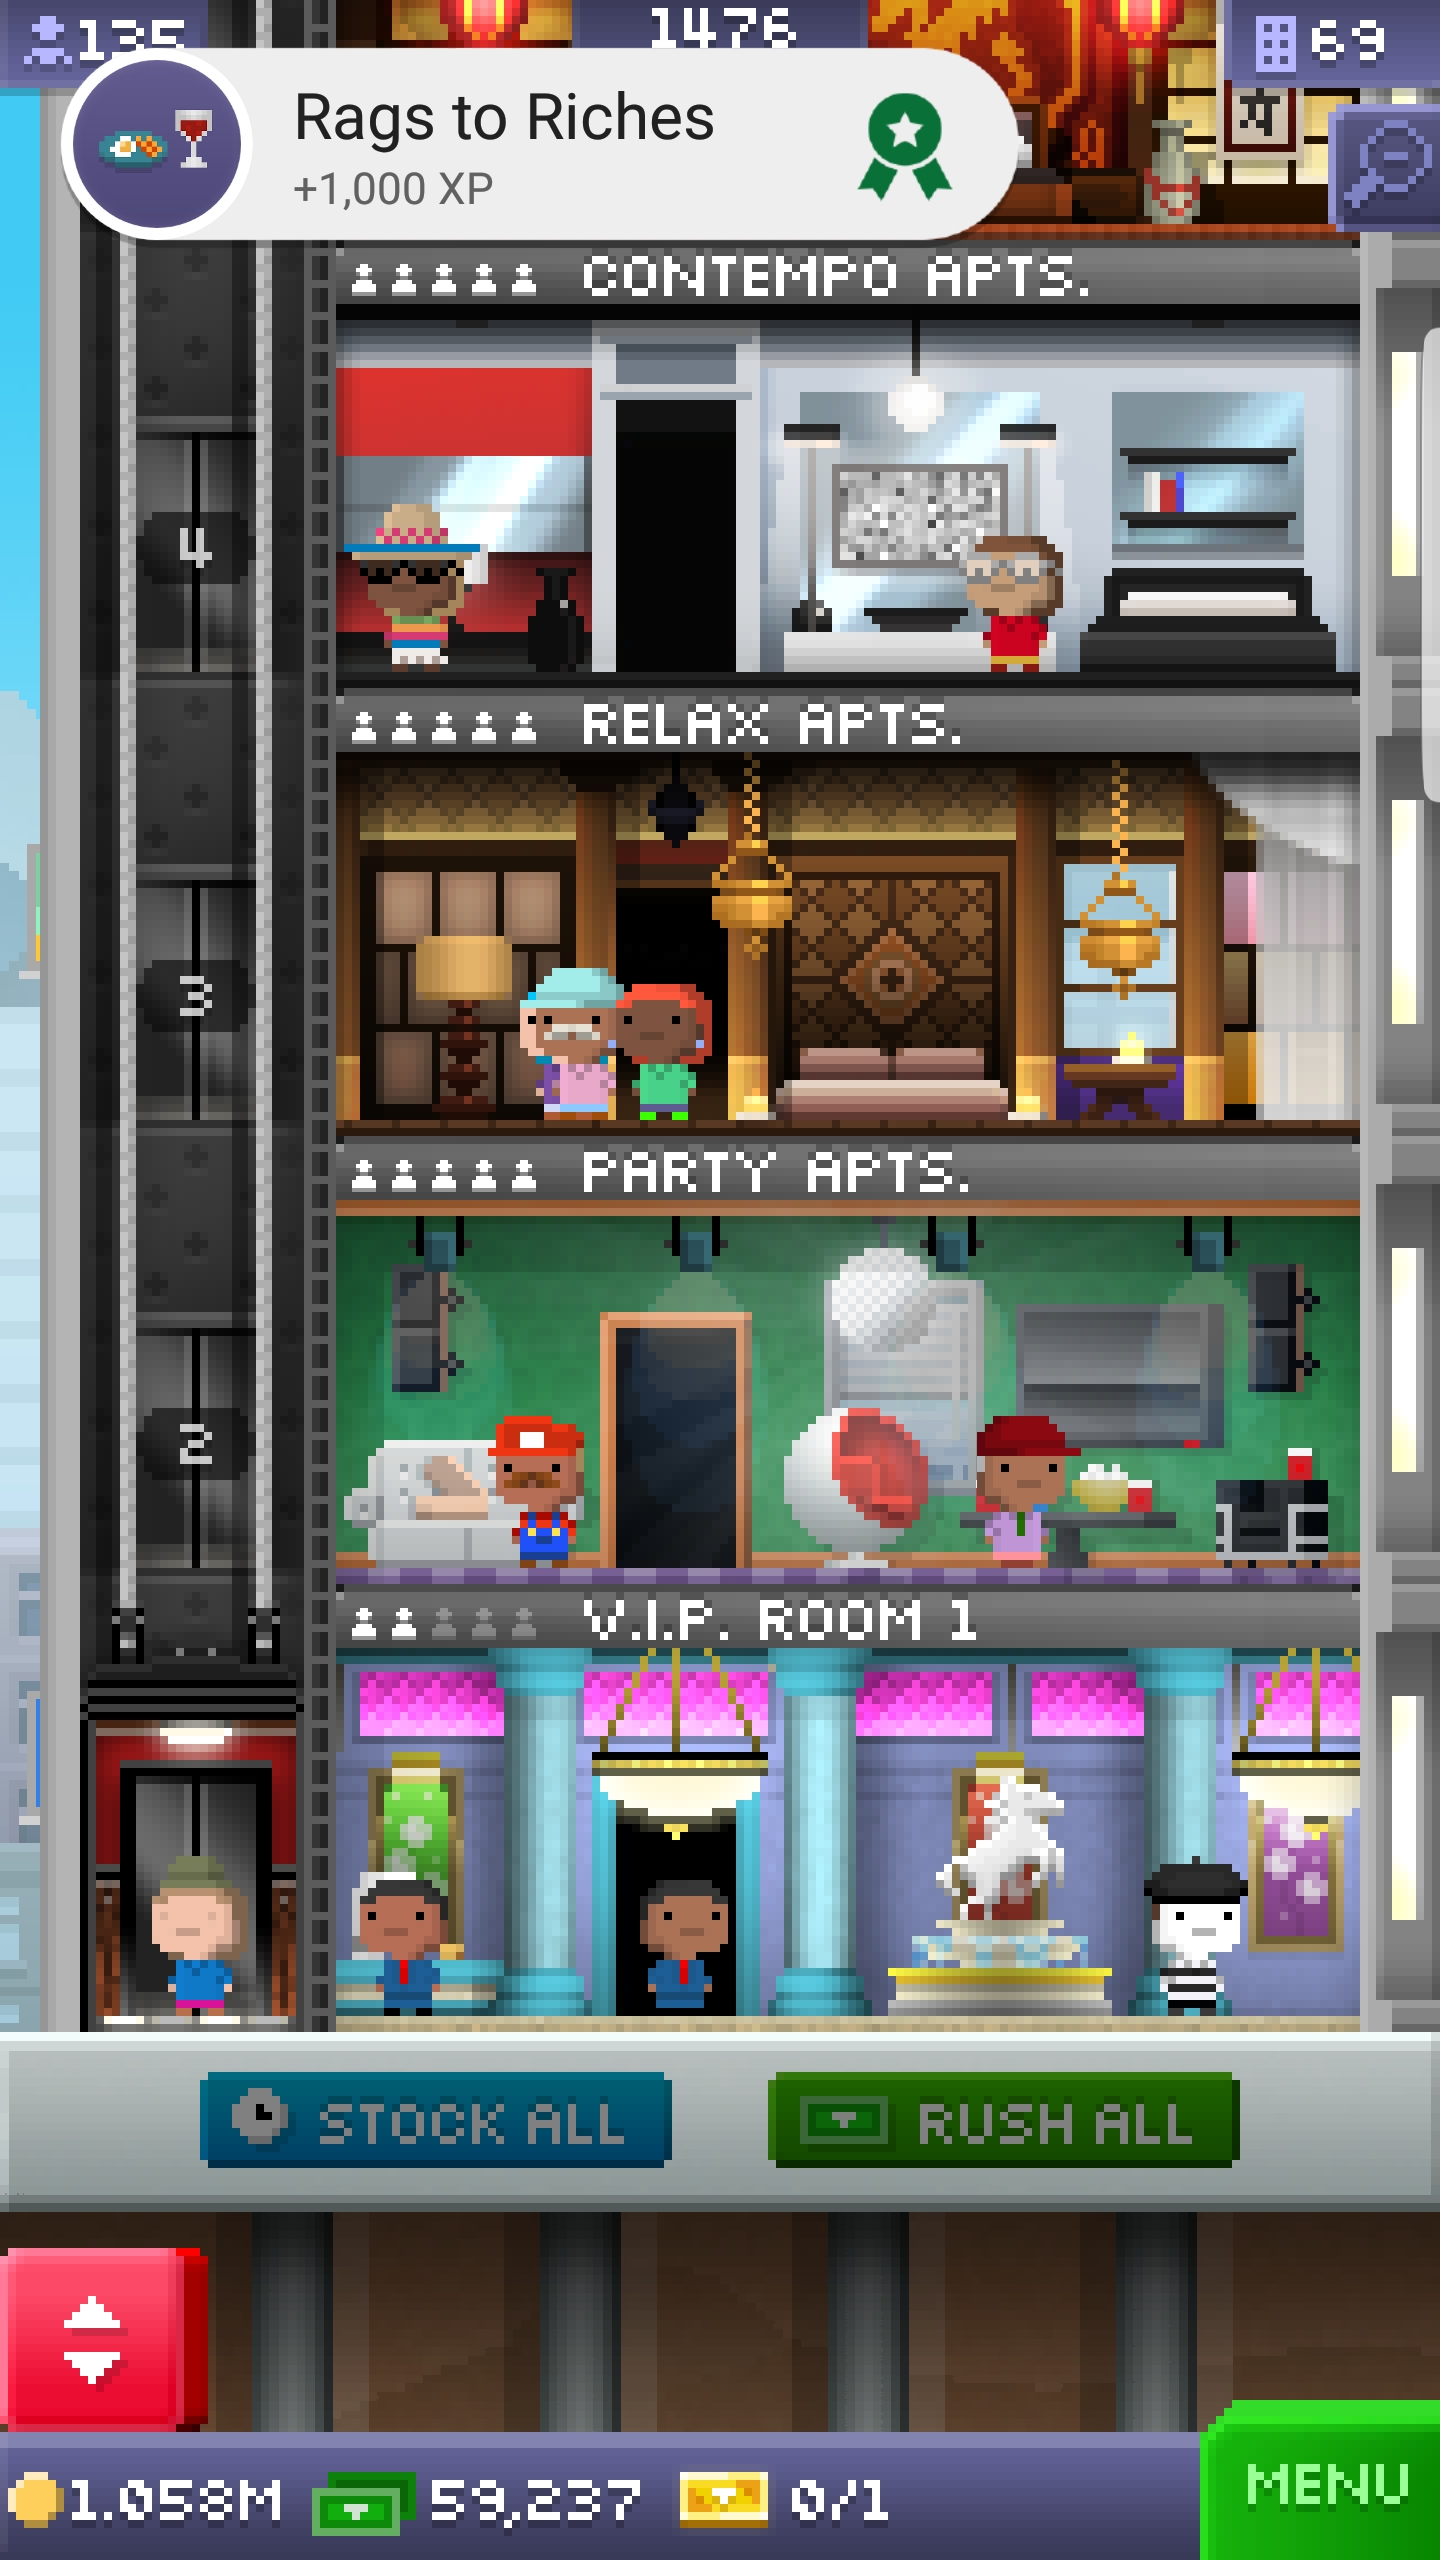 135
1476
69
Rags to Riches
+1,000 XP
CONTEMPO APTS.
4
RELAX APTS.
3
PARTY APTS.
2
V.I.P. ROOM 1
STOCK ALL
RUSH ALL
1.058M
59,237
0/1
MENU